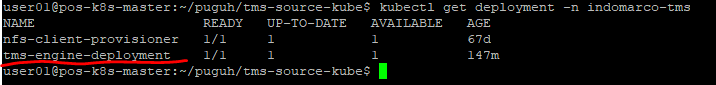 user01@pos-k8s-master:~/puguh/tms-source-kube$ kubectl get deployment -n indomarco-tms
NAME READY UP-TO-DATE AVAILABLE AGE
nfs-client-provisioner 1/1 1 1 67d
tms-engine-deployment 1/1 1 1 147m
user01@pos-k8s-master:~/puguh/tms-source-kube$